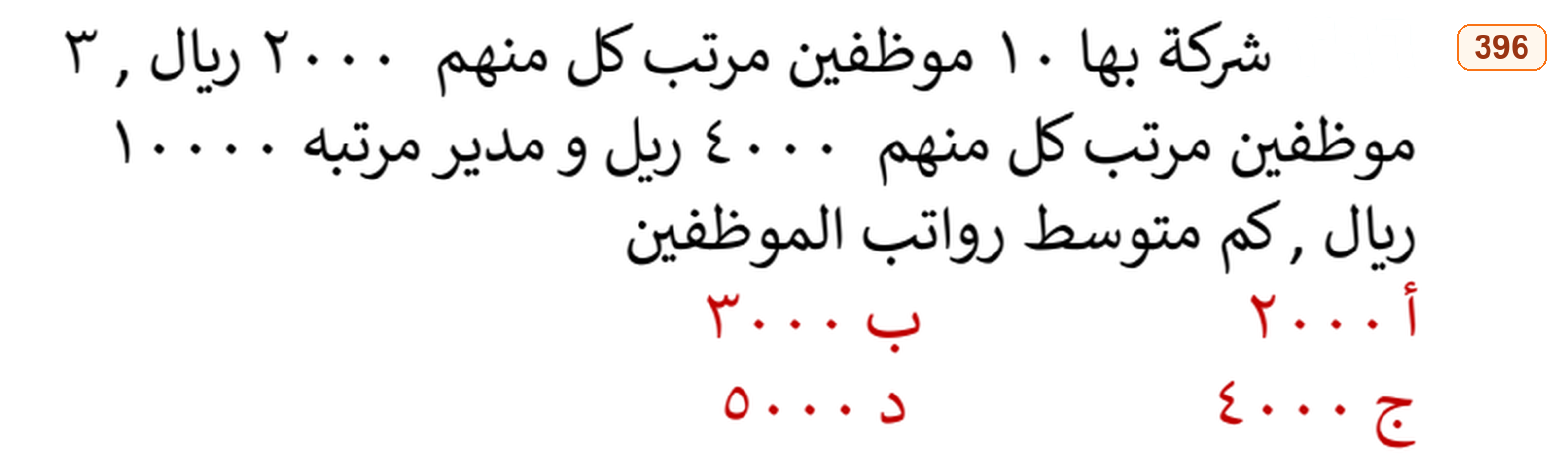 396
شركة بها ١٠ موظفين مرتب كل منهم ٢٠٠٠ ريال , ٣
موظفين مرتب كل منهم ٤٠٠٠ ريل و مدير مرتبه ١٠٠٠٠
ريال , كم متوسط رواتب الموظفين
أ ٢٠٠٠ ب ٣٠٠٠
ج ٤٠٠٠ د ٥٠٠٠